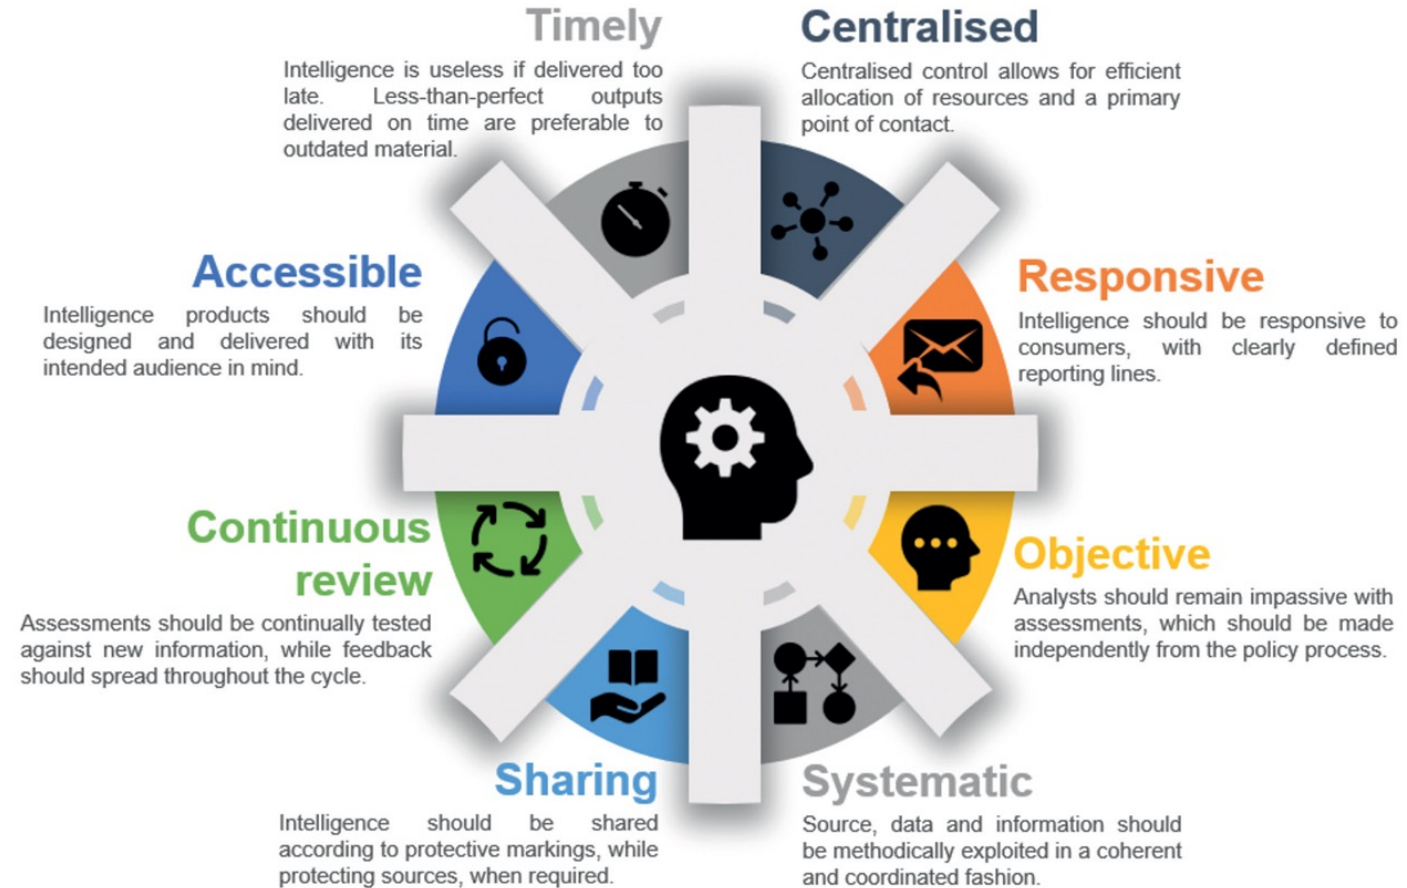 Timely
Intelligence is useless if delivered too
late. Less-than-perfect outputs
delivered on time are preferable to
outdated material.
Centralised
Centralised control allows for efficient
allocation of resources and a primary
point of contact.
Accessible
Intelligence products should be
designed and delivered with its
intended audience in mind.
Responsive
Intelligence should be responsive to
consumers, with clearly defined
reporting lines.
Continuous
review
Assessments should be continually tested
against new information, while feedback
should spread throughout the cycle.
Objective
Analysts should remain impassive with
assessments, which should be made
independently from the policy process.
Sharing
Intelligence should be shared
according to protective markings, while
protecting sources, when required.
Systematic
Source, data and information should
be methodically exploited in a coherent
and coordinated fashion.